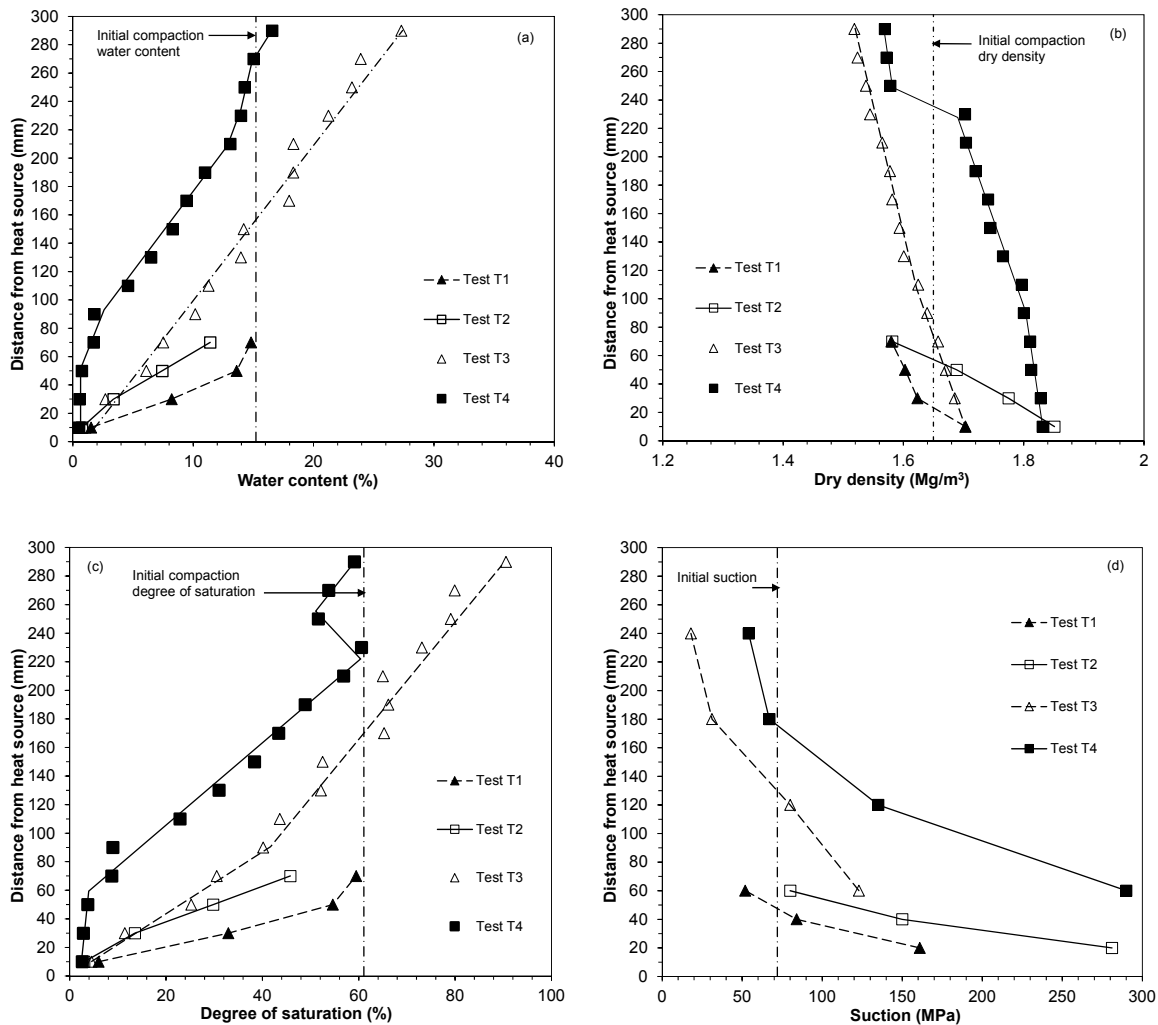 300
280
260
240
220
200
180
160
140
120
100
80
60
40
20
0
Distance from heat source (mm)
Initial compaction
water content
(a)
Test T1
Test T2
Test T3
Test T4
0 10 20 30 40
Water content (%)
300
280
260
240
220
200
180
160
140
120
100
80
60
40
20
0
Distance from heat source (mm)
Initial compaction
dry density
(b)
Test T1
Test T2
Test T3
Test T4
1.2 1.4 1.6 1.8 2
Dry density (Mg/m³)
300
280
260
240
220
200
180
160
140
120
100
80
60
40
20
0
Distance from heat source (mm)
(c)
Initial compaction
degree of saturation
Test T1
Test T2
Test T3
Test T4
0 20 40 60 80 100
Degree of saturation (%)
300
280
260
240
220
200
180
160
140
120
100
80
60
40
20
0
Distance from heat source (mm)
Initial suction
(d)
Test T1
Test T2
Test T3
Test T4
0 50 100 150 200 250 300
Suction (MPa)